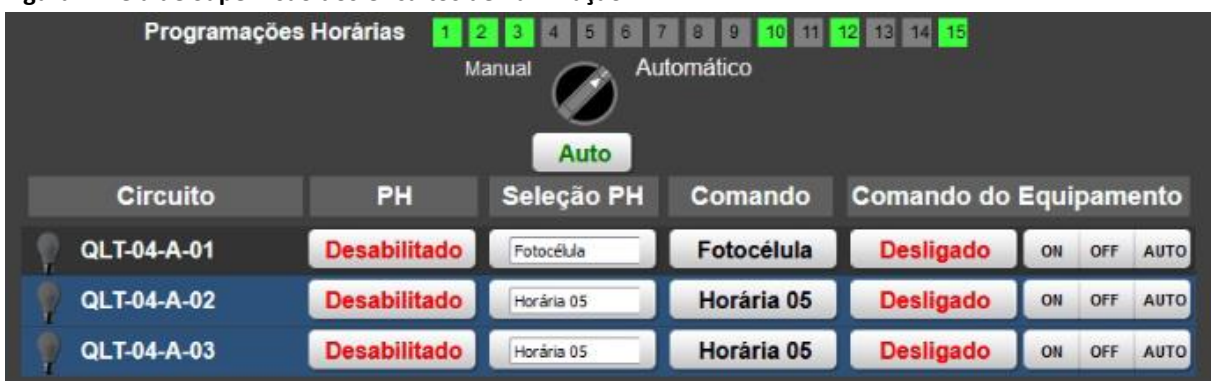 Programações Horárias 1 2 3 4 5 6 7 8 9 10 11 12 13 14 15
Manual Automático
Auto
Circuito PH Seleção PH Comando Comando do Equipamento
QLT-04-A-01 Desabilitado Fotocélula Fotocélula Desligado ON OFF AUTO
QLT-04-A-02 Desabilitado Horária 05 Horária 05 Desligado ON OFF AUTO
QLT-04-A-03 Desabilitado Horária 05 Horária 05 Desligado ON OFF AUTO